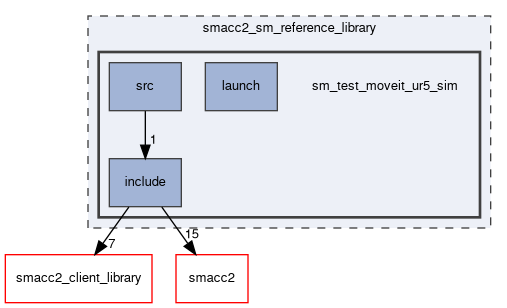 smacc2_sm_reference_library
src
launch
sm_test_moveit_ur5_sim
1
include
7
15
smacc2_client_library
smacc2